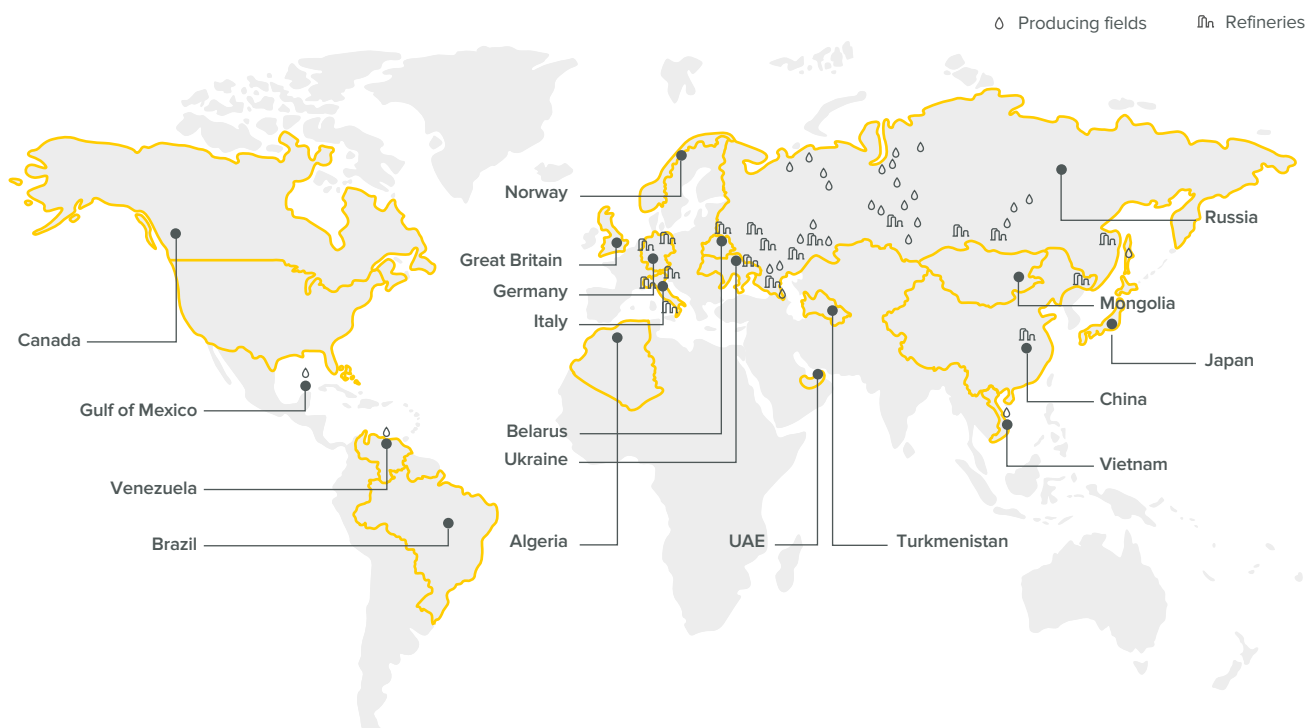 Producing fields
Refineries
Norway
Russia
Great Britain
Germany
Mongolia
Italy
Canada
Japan
China
Gulf of Mexico
Belarus
Ukraine
Vietnam
Venezuela
Brazil
Algeria
UAE
Turkmenistan